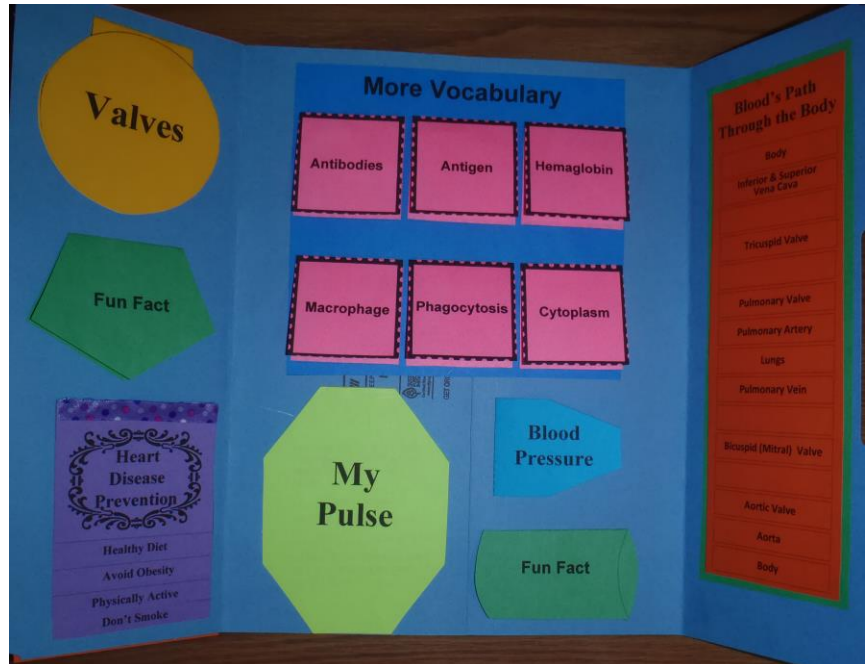 Valves
Fun Fact
Heart
Disease
Prevention
Healthy Diet
Avoid Obesity
Physically Active
Don't Smoke
More Vocabulary
Antibodies
Antigen
Hemaglobin
Macrophage
Phagocytosis
Cytoplasm
My
Pulse
Blood
Pressure
Fun Fact
Blood's Path
Through the Body
Body
Inferior & Superior
Vena Cava
Tricuspid Valve
Pulmonary Valve
Pulmonary Artery
Lungs
Pulmonary Vein
Bicuspid (Mitral) Valve
Aortic Valve
Aorta
Body